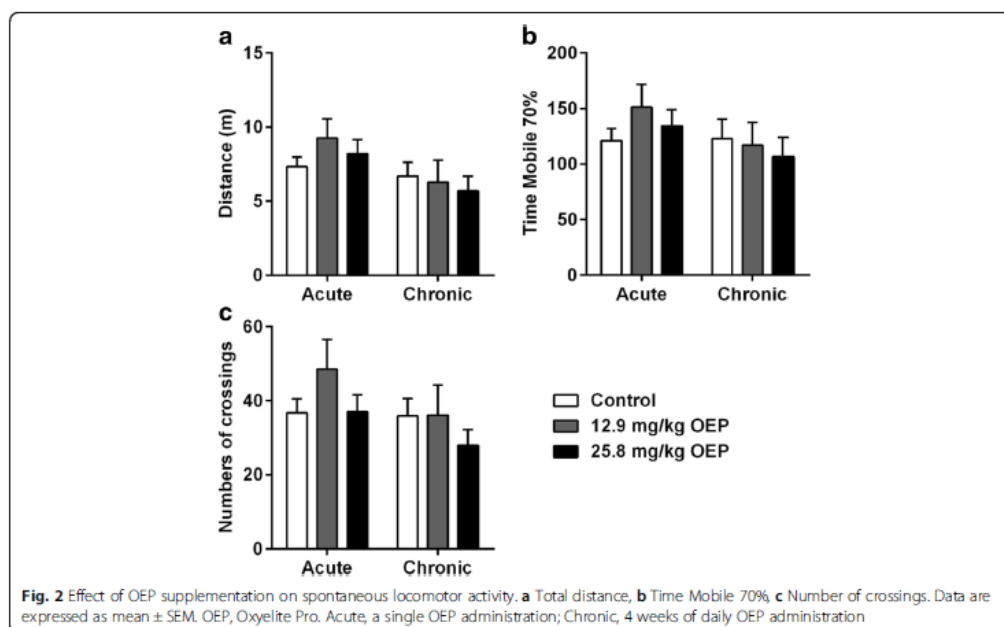 a
15
10
5
0
Distance (m)
Acute Chronic
b
200
150
100
50
0
Time Mobile 70%
Acute Chronic
c
60
40
20
0
Numbers of crossings
Acute Chronic
Control
12.9 mg/kg OEP
25.8 mg/kg OEP
Fig. 2 Effect of OEP supplementation on spontaneous locomotor activity. a Total distance, b Time Mobile 70%, c Number of crossings. Data are
expressed as mean ± SEM. OEP, Oxyelite Pro. Acute, a single OEP administration; Chronic, 4 weeks of daily OEP administration